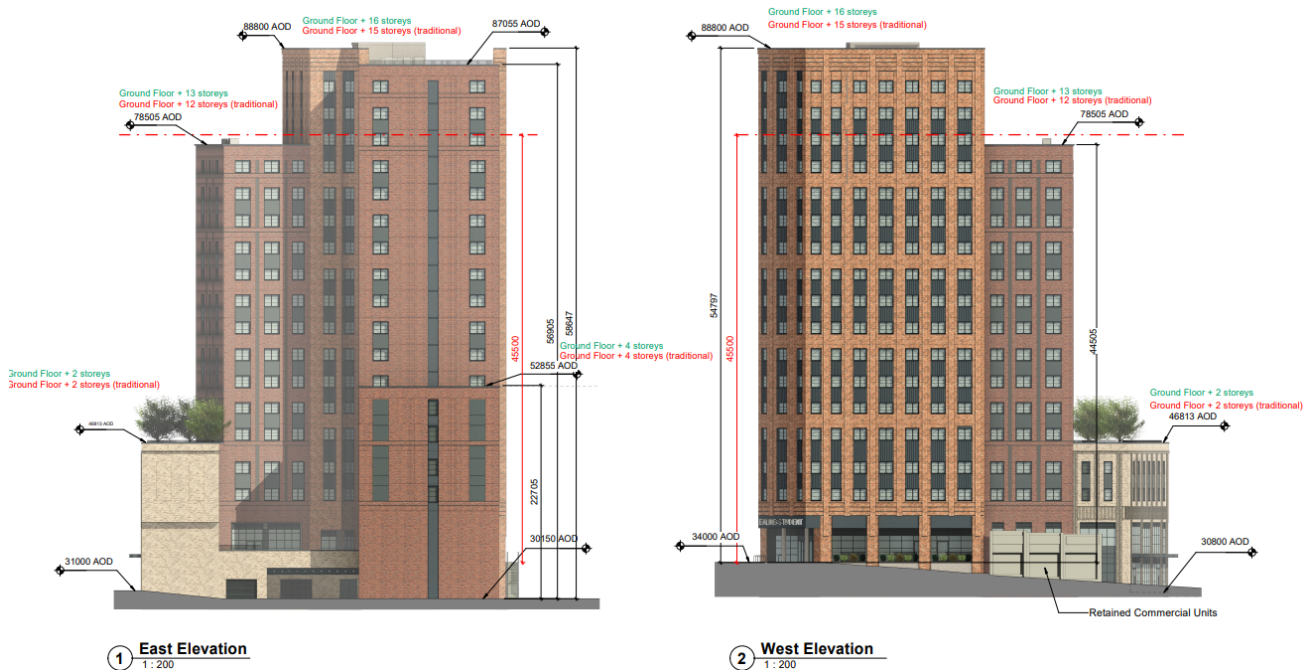 Ground Floor + 16 storeys
Ground Floor + 15 storeys (traditional)
88800 AOD
87055 AOD
Ground Floor + 13 storeys
Ground Floor + 12 storeys (traditional)
78505 AOD
45500
56905
58647
Ground Floor + 4 storeys
Ground Floor + 4 storeys (traditional)
52855 AOD
Ground Floor + 2 storeys
Ground Floor + 2 storeys (traditional)
46813 AOD
22705
30150 AOD
31000 AOD
1 East Elevation
1 : 200
Ground Floor + 16 storeys
Ground Floor + 15 storeys (traditional)
88800 AOD
Ground Floor + 13 storeys
Ground Floor + 12 storeys (traditional)
78505 AOD
54797
45500
44505
Ground Floor + 2 storeys
Ground Floor + 2 storeys (traditional)
46813 AOD
34000 AOD
30800 AOD
Retained Commercial Units
2 West Elevation
1 : 200